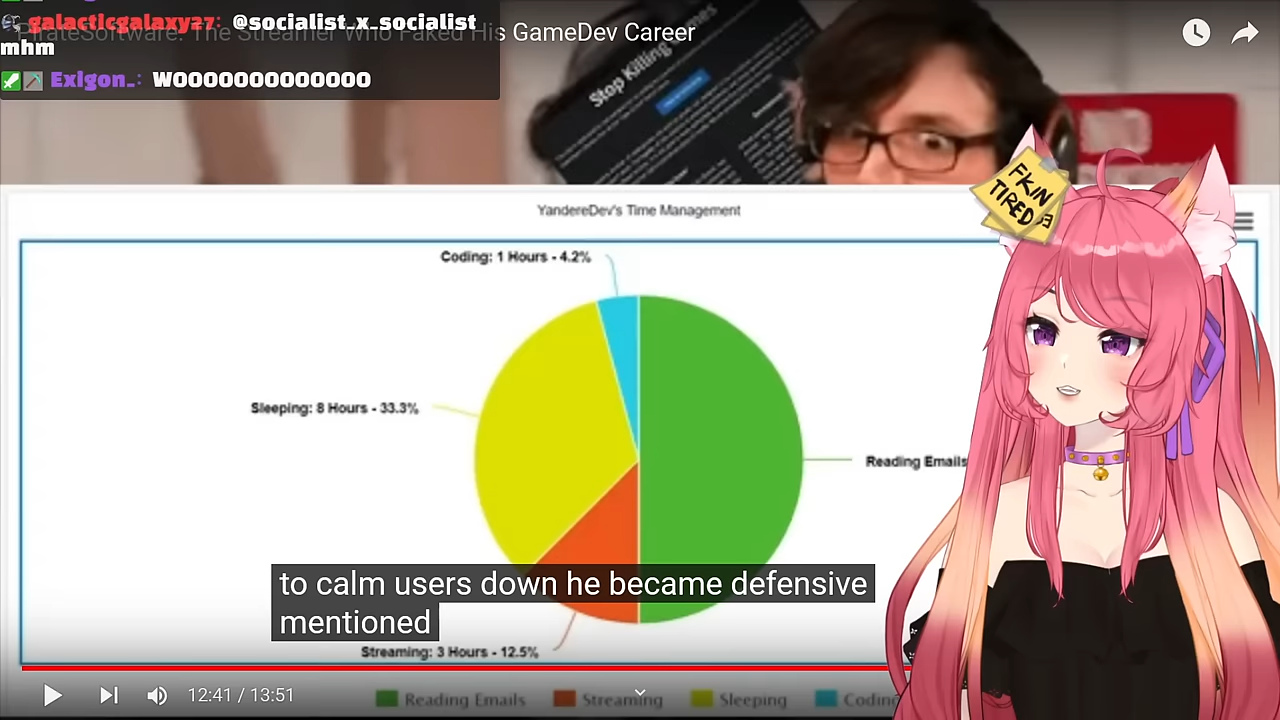 galacticgalaxy27: @socialist_x_socialist
mhm
PirateSoftware: The Streamer Who Faked His GameDev Career
Exigon_: WOOOOOOOOOOOOO
Stop Killing Games
FKIN
TIRED
YandereDev's Time Management
Coding: 1 Hours - 4.2%
Sleeping: 8 Hours - 33.3%
Reading Emails
to calm users down he became defensive
mentioned
Streaming: 3 Hours - 12.5%
12:41 / 13:51
Reading Emails Streaming Sleeping Coding